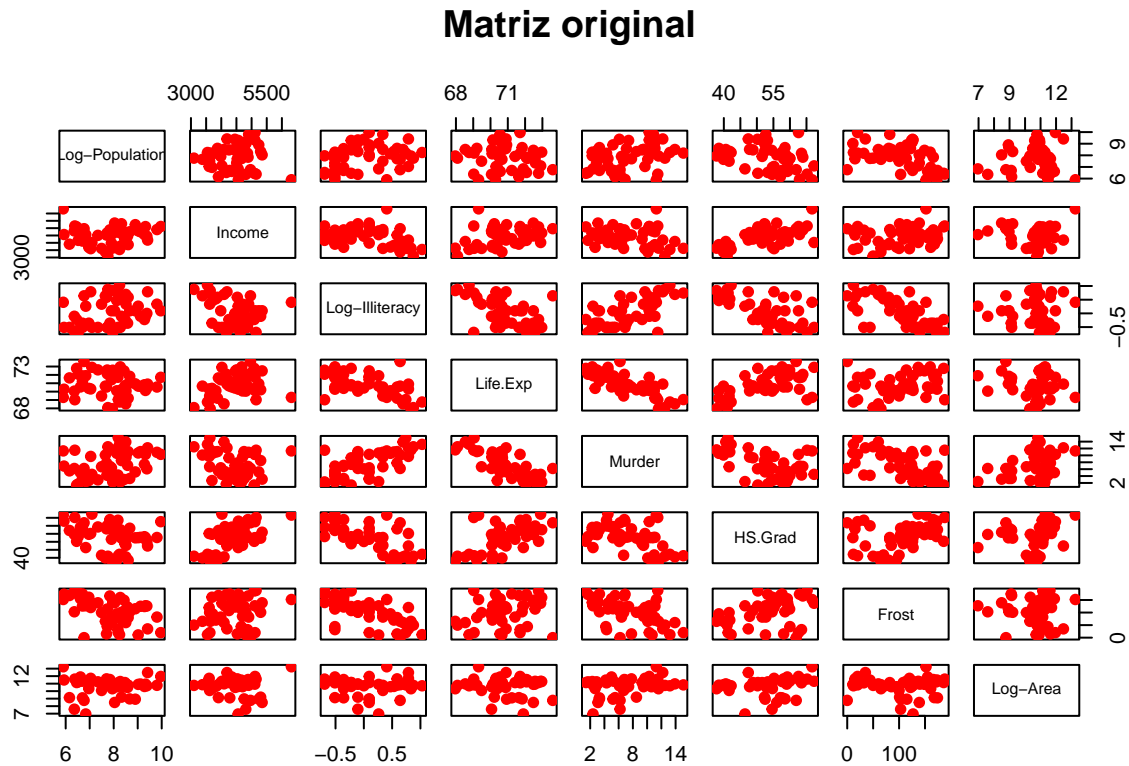 Matriz original
3000 5500 68 71 40 55 7 9 12
Log−Population 6 9
3000 Income
Log−Illiteracy −0.5
68 73 Life.Exp
Murder 2 14
40 HS.Grad
Frost 0
7 12 Log−Area
6 8 10 −0.5 0.5 2 8 14 0 100